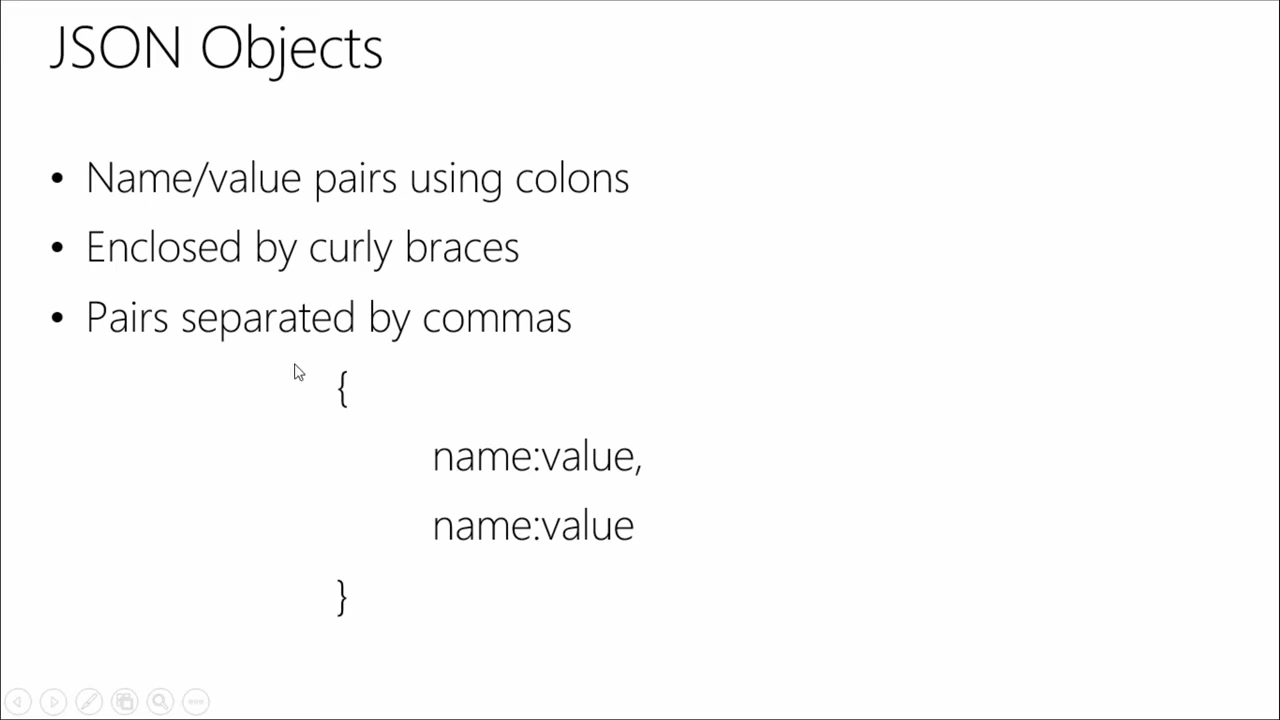 JSON Objects
• Name/value pairs using colons
• Enclosed by curly braces
• Pairs separated by commas
{
name:value,
name:value
}